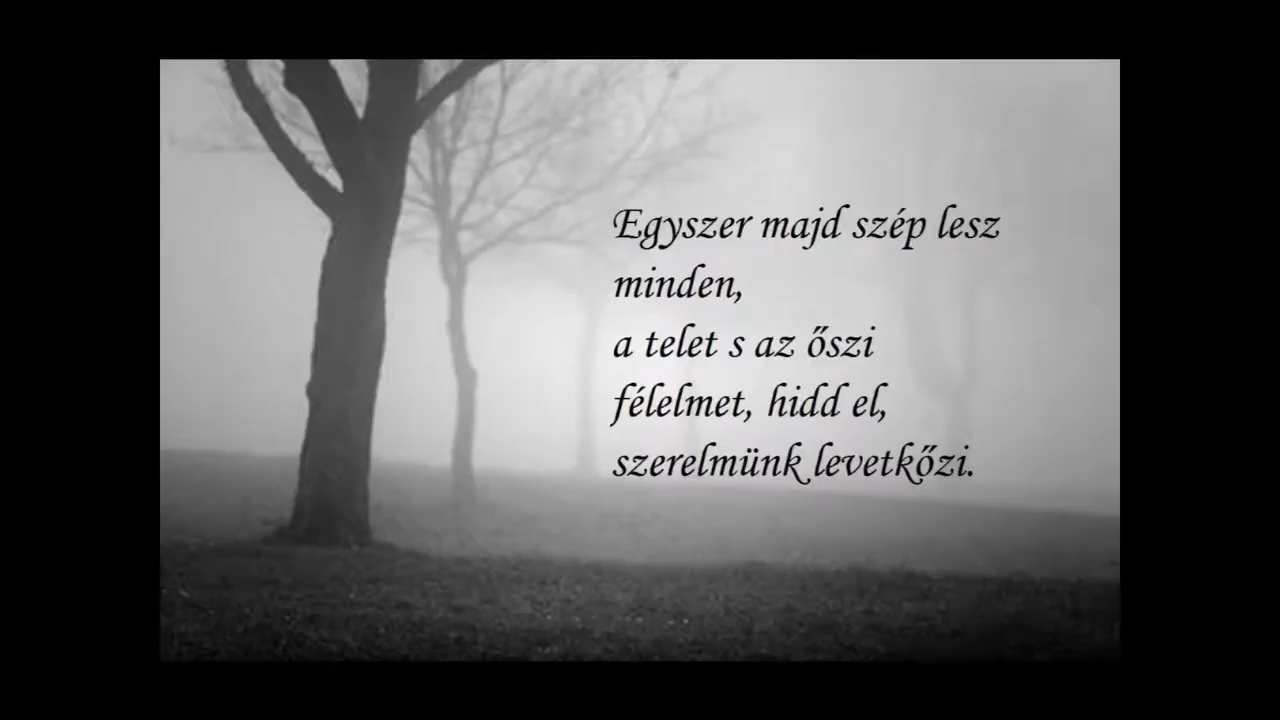 Egyszer majd szép lesz
minden,
a telet s az őszi
félelmet, hidd el,
szerelmünk levetkőzi.